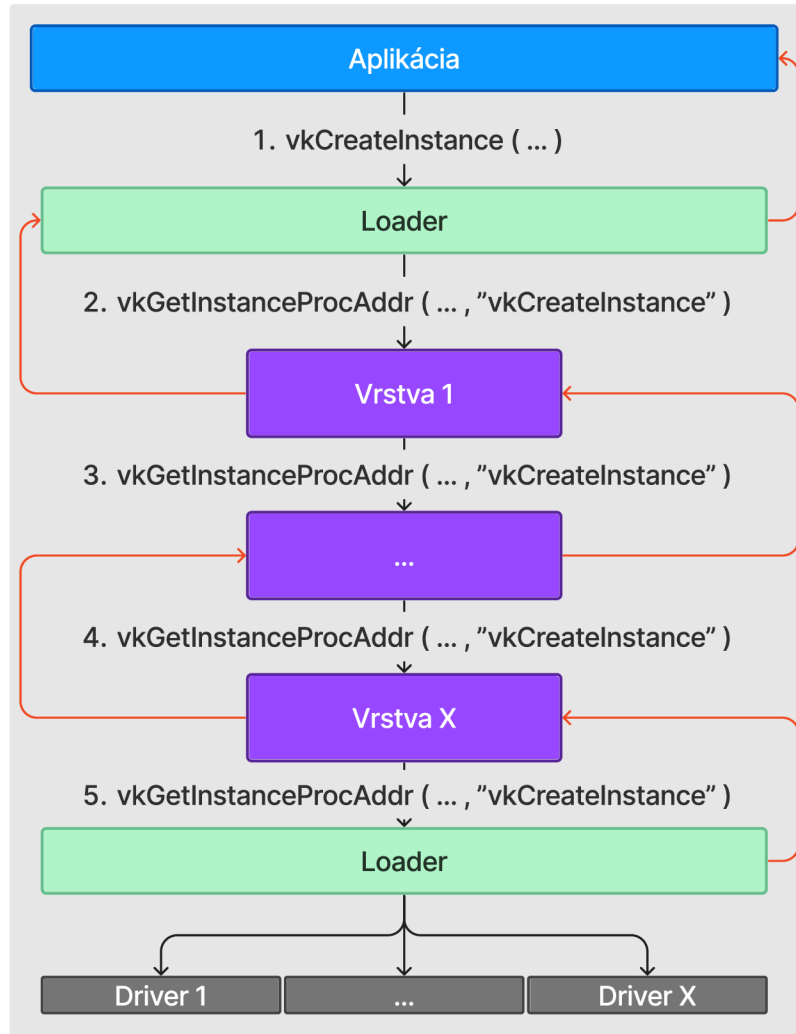 Aplikácia
1. vkCreateInstance ( ... )
Loader
2. vkGetInstanceProcAddr ( ... , ”vkCreateInstance” )
Vrstva 1
3. vkGetInstanceProcAddr ( ... , ”vkCreateInstance” )
...
4. vkGetInstanceProcAddr ( ... , ”vkCreateInstance” )
Vrstva X
5. vkGetInstanceProcAddr ( ... , ”vkCreateInstance” )
Loader
Driver 1 ... Driver X